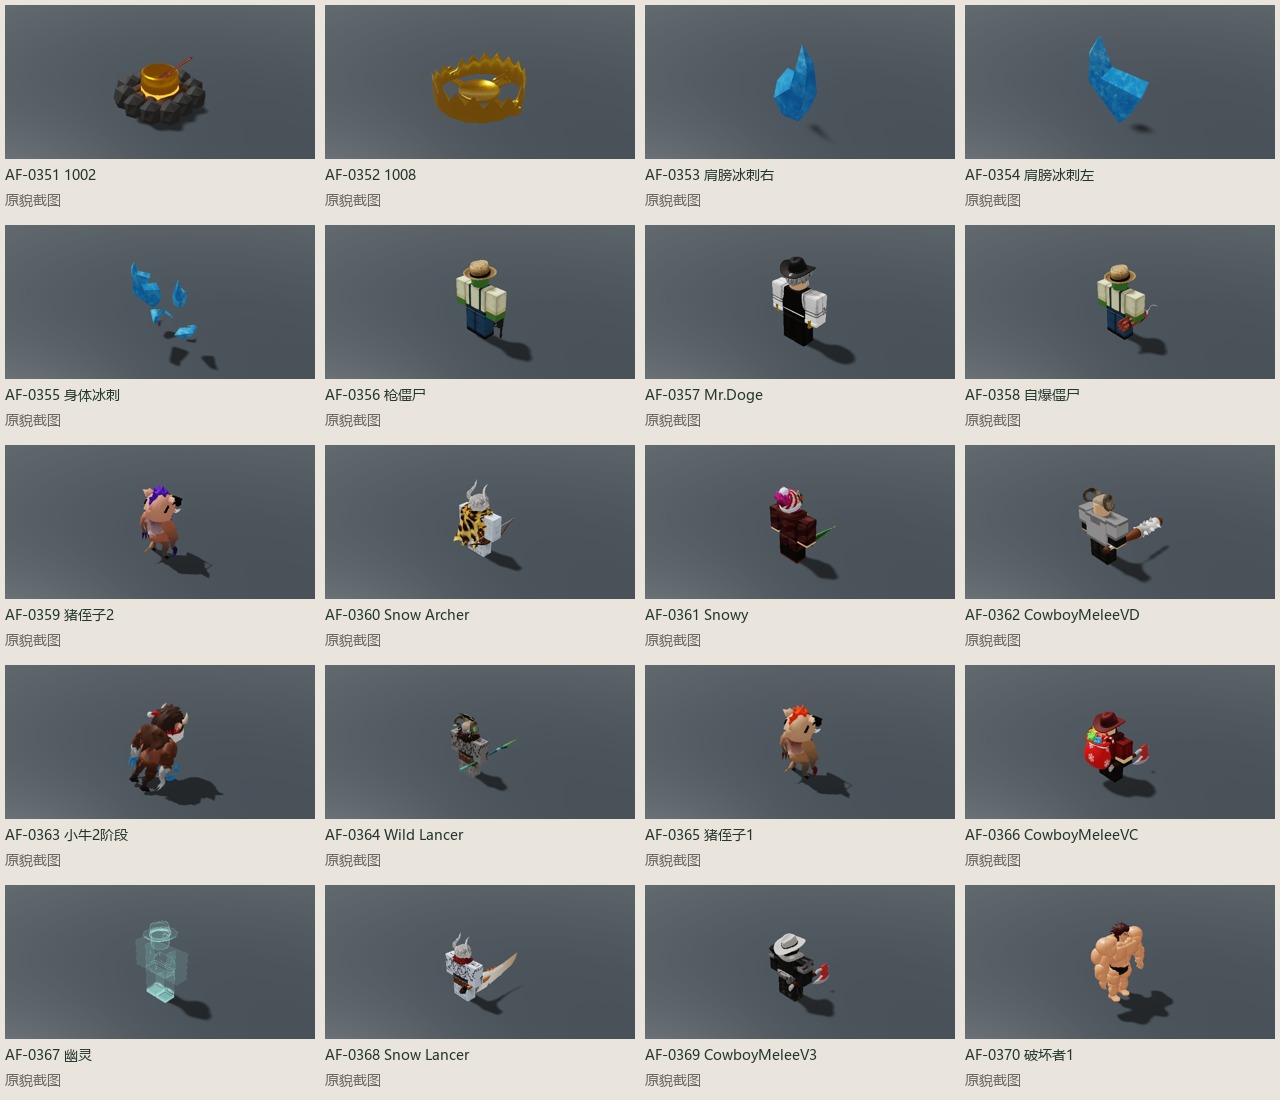 AF-0351 1002
原貌截图
AF-0352 1008
原貌截图
AF-0353 肩膀冰刺右
原貌截图
AF-0354 肩膀冰刺左
原貌截图
AF-0355 身体冰刺
原貌截图
AF-0356 枪僵尸
原貌截图
AF-0357 Mr.Doge
原貌截图
AF-0358 自爆僵尸
原貌截图
AF-0359 猪侄子2
原貌截图
AF-0360 Snow Archer
原貌截图
AF-0361 Snowy
原貌截图
AF-0362 CowboyMeleeVD
原貌截图
AF-0363 小牛2阶段
原貌截图
AF-0364 Wild Lancer
原貌截图
AF-0365 猪侄子1
原貌截图
AF-0366 CowboyMeleeVC
原貌截图
AF-0367 幽灵
原貌截图
AF-0368 Snow Lancer
原貌截图
AF-0369 CowboyMeleeV3
原貌截图
AF-0370 破坏者1
原貌截图